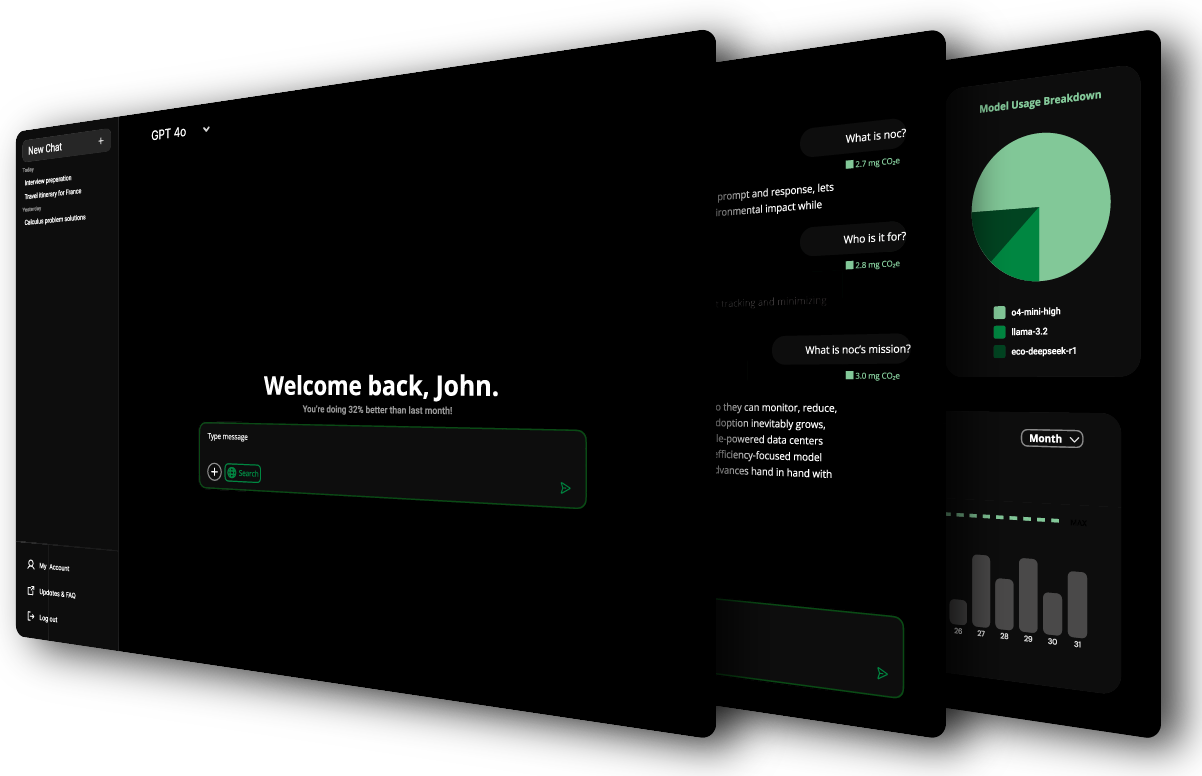 New Chat +
Today
Interview preperation
Travel itinerary for France
Yesterday
Calculus problem solutions
My Account
Updates & FAQ
Log out
GPT 4o
Welcome back, John.
You're doing 32% better than last month!
Type message
Search
What is noc?
2.7 mg CO₂e
prompt and response, lets
ironmental impact while
Who is it for?
2.8 mg CO₂e
r tracking and minimizing
What is noc's mission?
3.0 mg CO₂e
o they can monitor, reduce,
doption inevitably grows,
le-powered data centers
efficiency-focused model
dvances hand in hand with
Model Usage Breakdown
o4-mini-high
llama-3.2
eco-deepseek-r1
Month
MAX
26 27 28 29 30 31